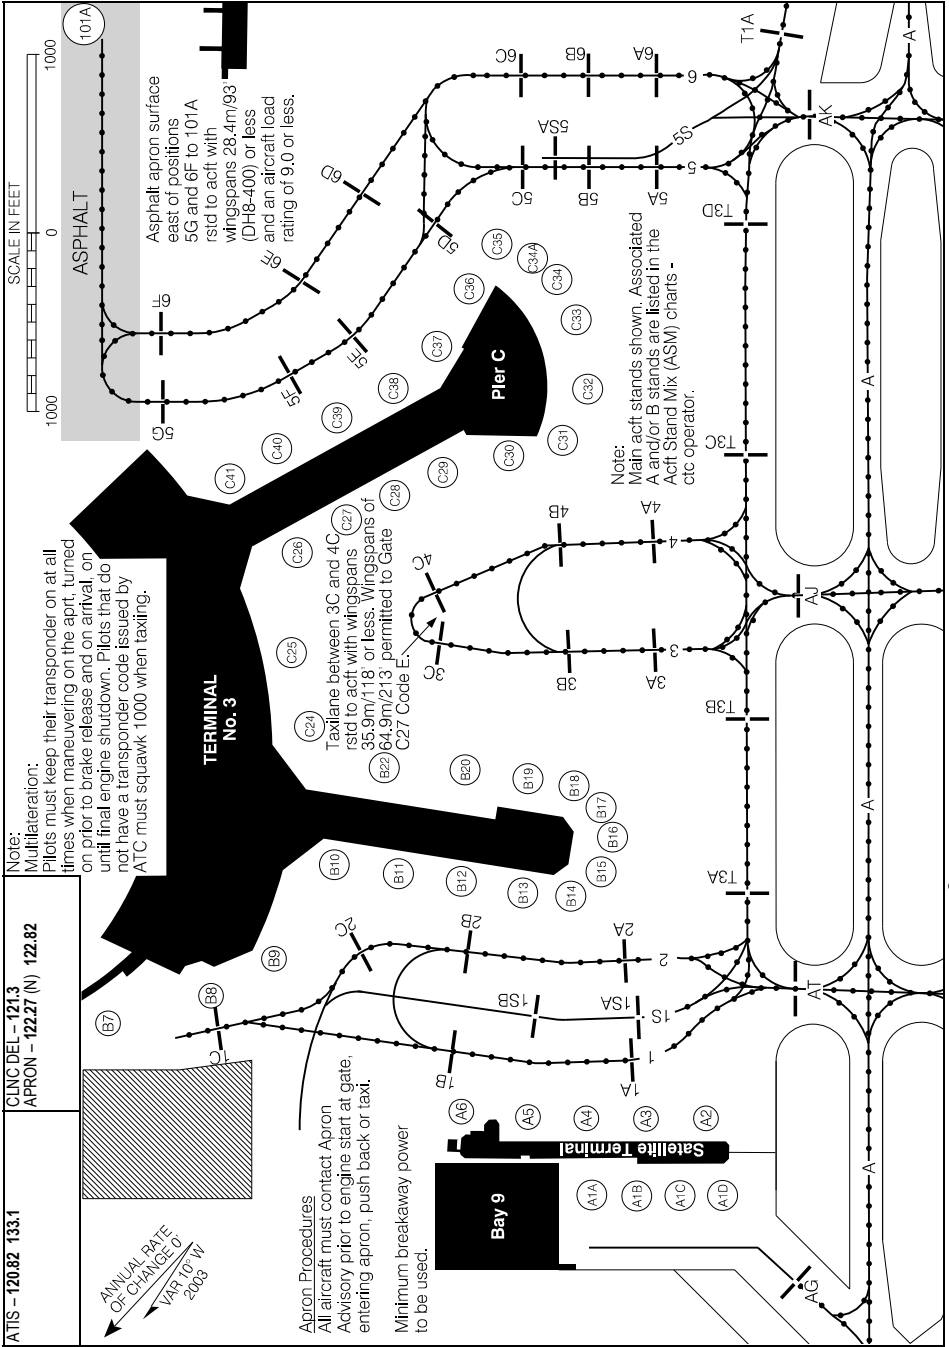 ATIS – 120.82 133.1
CLNC DEL – 121.3
APRON – 122.27 (N) 122.82
Note:
Multilateration:
Pilots must keep their transponder on at all
times when maneuvering on the aprt, turned
on prior to brake release and on arrival, on
until final engine shutdown. Pilots that do
not have a transponder code issued by
ATC must squawk 1000 when taxiing.
SCALE IN FEET
1000
0
1000
ASPHALT
101A
Asphalt apron surface
east of positions
5G and 6F to 101A
rstd to acft with
wingspans 28.4m/93'
(DH8-400) or less
and an aircraft load
rating of 9.0 or less.
ANNUAL RATE
OF CHANGE 0'
VAR 10° W
2003
B7
B8
B9
1C
2C
TERMINAL
No. 3
C41
C40
C39
C38
C37
C36
C35
C34A
C34
C33
C32
C31
C30
C29
C28
C27
C26
C25
C24
Pier C
5G
6F
5F
6E
5E
6D
5D
6C
6B
6A
6
5C
5SA
5B
5A
5S
5
Taxilane between 3C and 4C
rstd to acft with wingspans
35.9m/118' or less. Wingspans of
64.9m/213' permitted to Gate
C27 Code E.
4C
3C
4B
3B
4A
3A
4
3
B22
B20
B19
B18
B17
B16
B15
B14
B13
B12
B11
B10
Apron Procedures
All aircraft must contact Apron
Advisory prior to engine start at gate,
entering apron, push back or taxi.
Minimum breakaway power
to be used.
1B
2B
1SB
1SA
2A
1A
1
1S
2
A6
A5
A4
A3
A2
Satellite Terminal
Bay 9
A1A
A1B
A1C
A1D
Note:
Main acft stands shown. Associated
A and/or B stands are listed in the
Acft Stand Mix (ASM) charts -
ctc operator.
T3A
T3B
T3C
T3D
T1A
AG
AT
AJ
AK
A
A
A
A